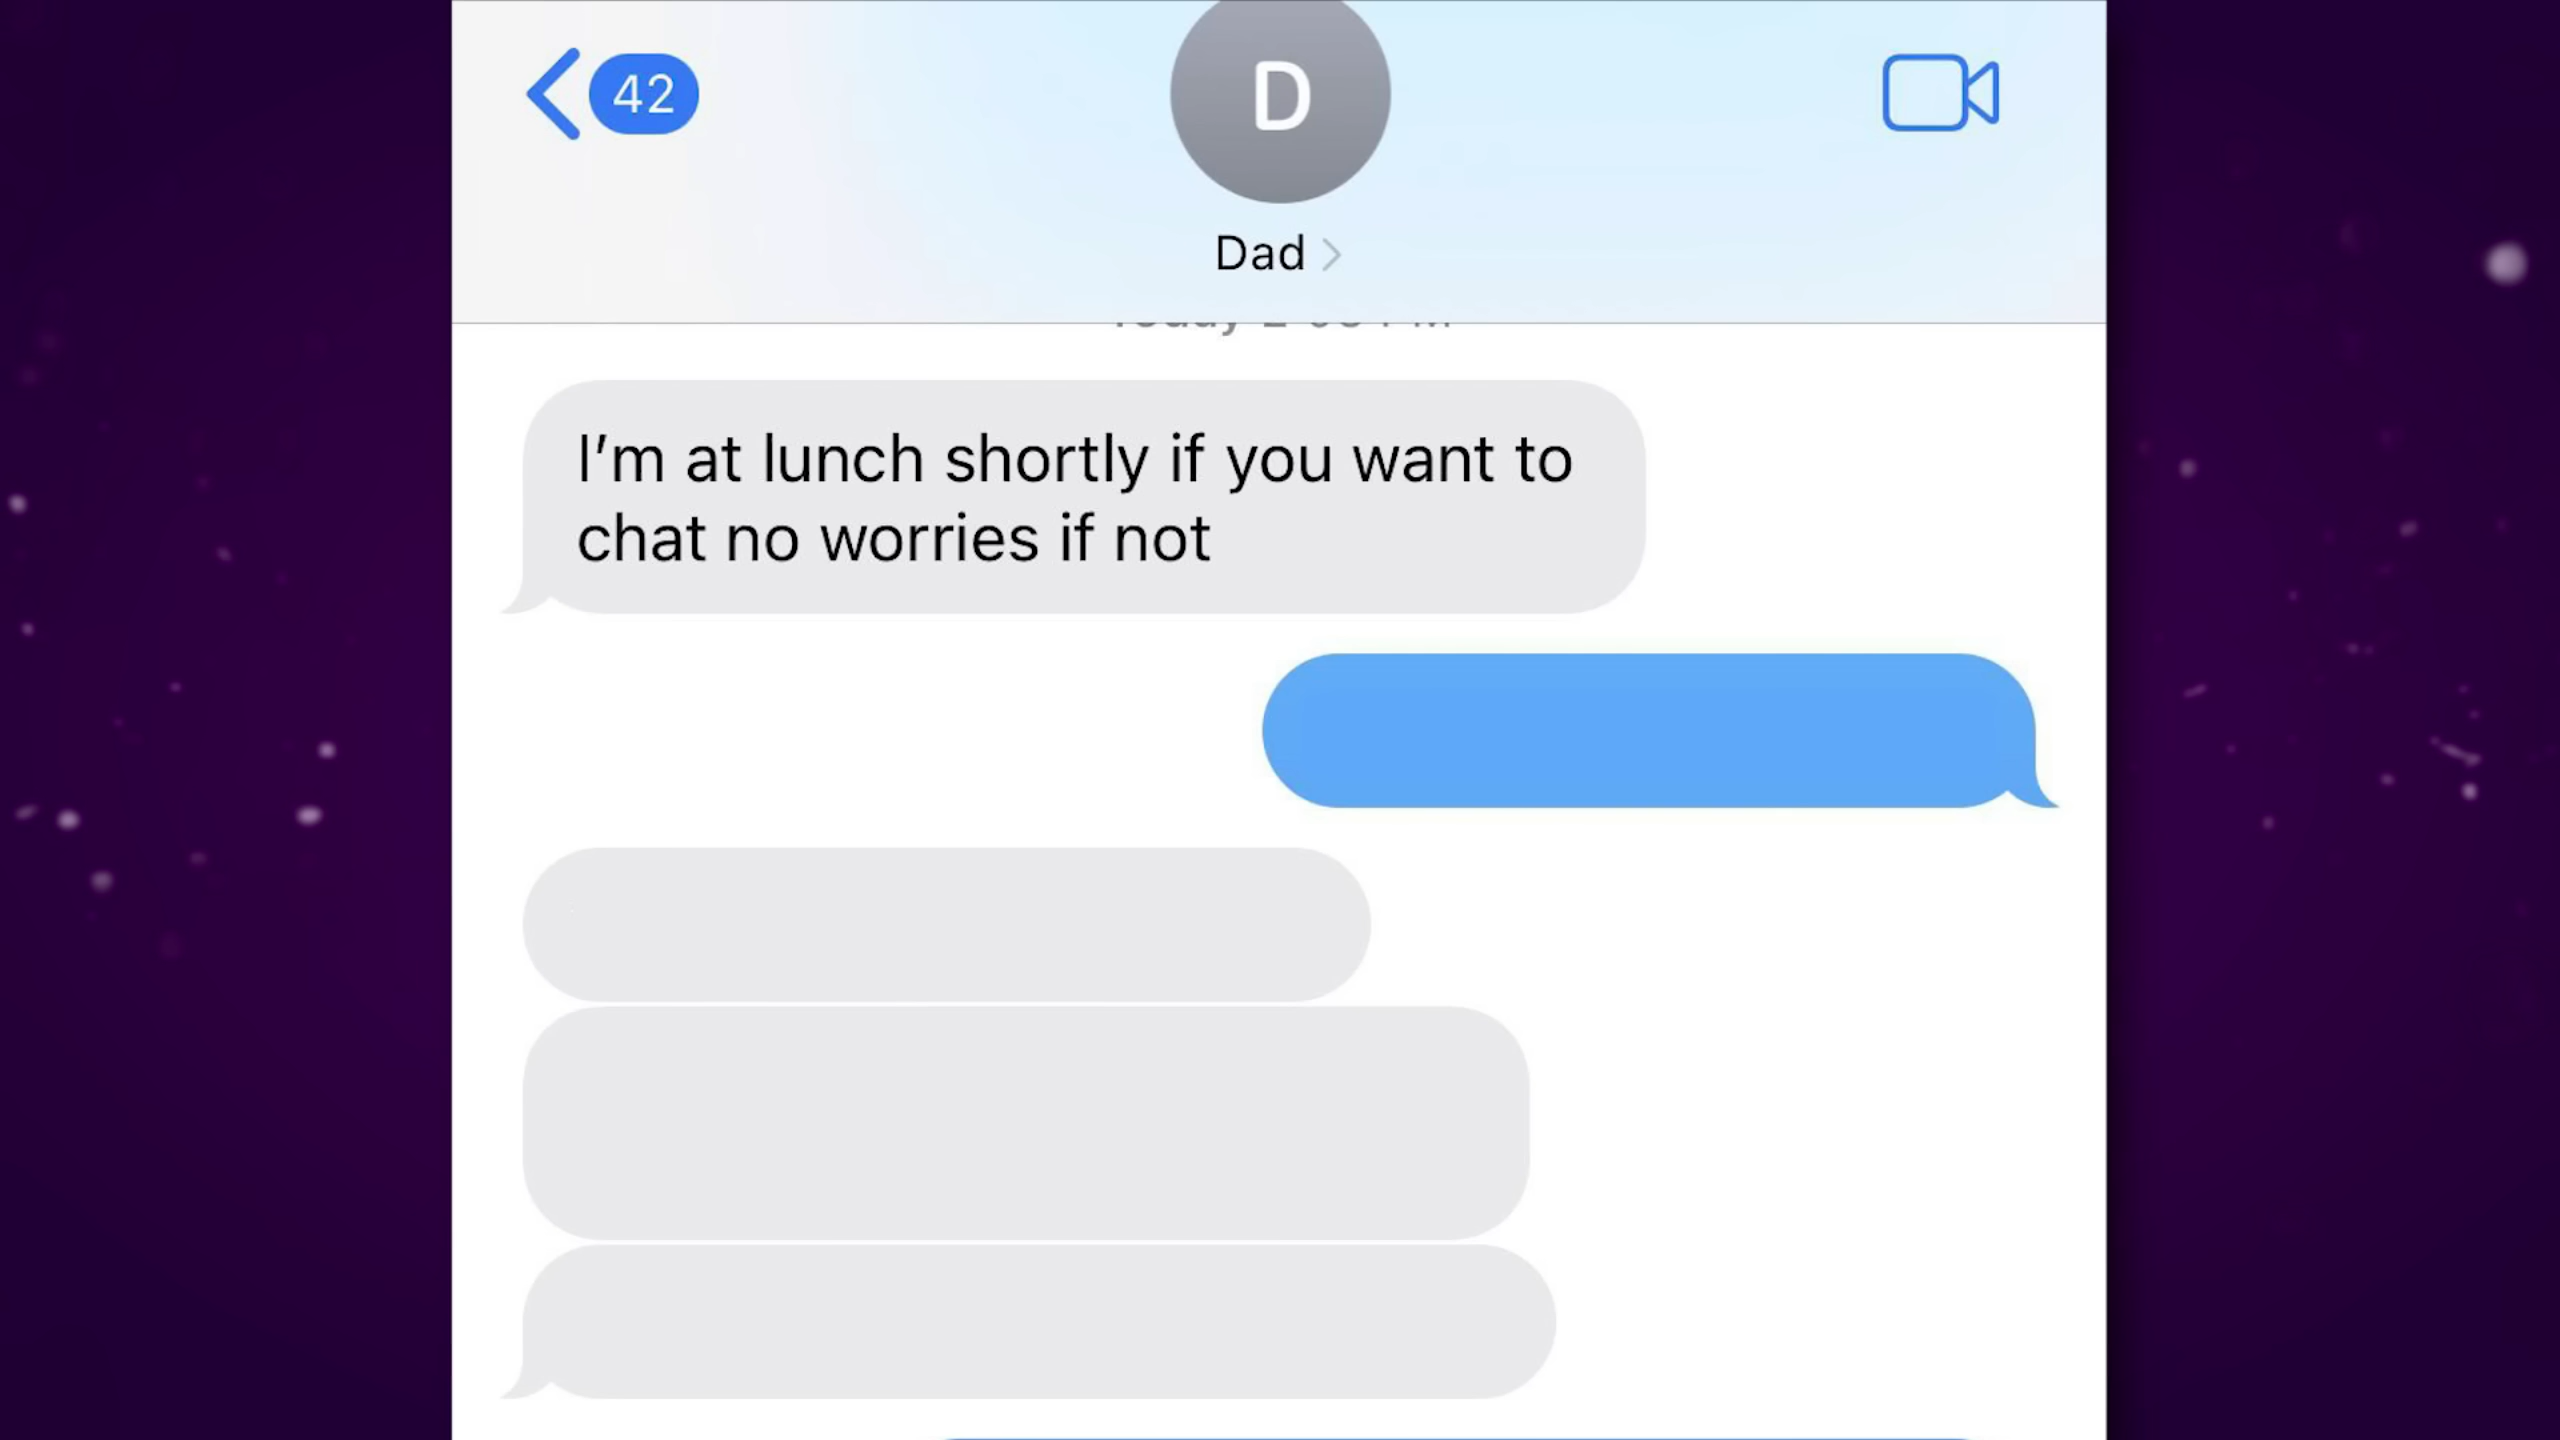 42
D
Dad
I’m at lunch shortly if you want to
chat no worries if not